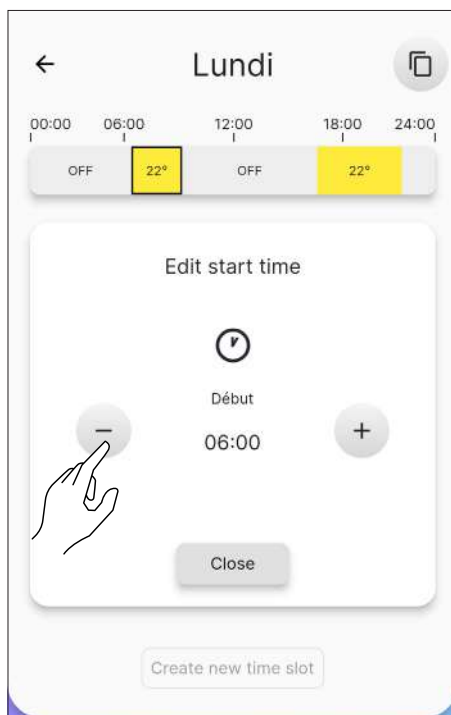 Lundi
00:00 06:00 12:00 18:00 24:00
OFF 22° OFF 22°
Edit start time
Début
06:00
Close
Create new time slot